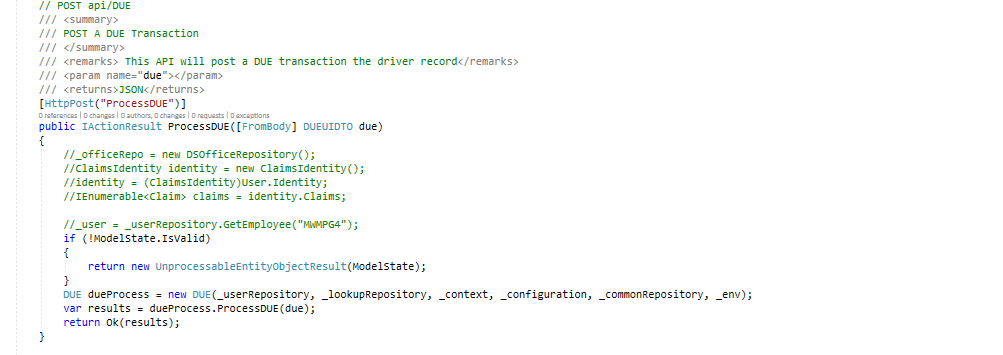 // POST api/DUE
/// <summary>
/// POST A DUE Transaction
/// </summary>
/// <remarks> This API will post a DUE transaction the driver record</remarks>
/// <param name="due"></param>
/// <returns>JSON</returns>
[HttpPost("ProcessDUE")]
0 references | 0 changes | 0 authors, 0 changes | 0 requests | 0 exceptions
public IActionResult ProcessDUE([FromBody] DUEUIDTO due)
{
    //_officeRepo = new DSOfficeRepository();
    //ClaimsIdentity identity = new ClaimsIdentity();
    //identity = (ClaimsIdentity)User.Identity;
    //IEnumerable<Claim> claims = identity.Claims;

    //_user = _userRepository.GetEmployee("MWMPG4");
    if (!ModelState.IsValid)
    {
        return new UnprocessableEntityObjectResult(ModelState);
    }
    DUE dueProcess = new DUE(_userRepository, _lookupRepository, _context, _configuration, _commonRepository, _env);
    var results = dueProcess.ProcessDUE(due);
    return Ok(results);
}